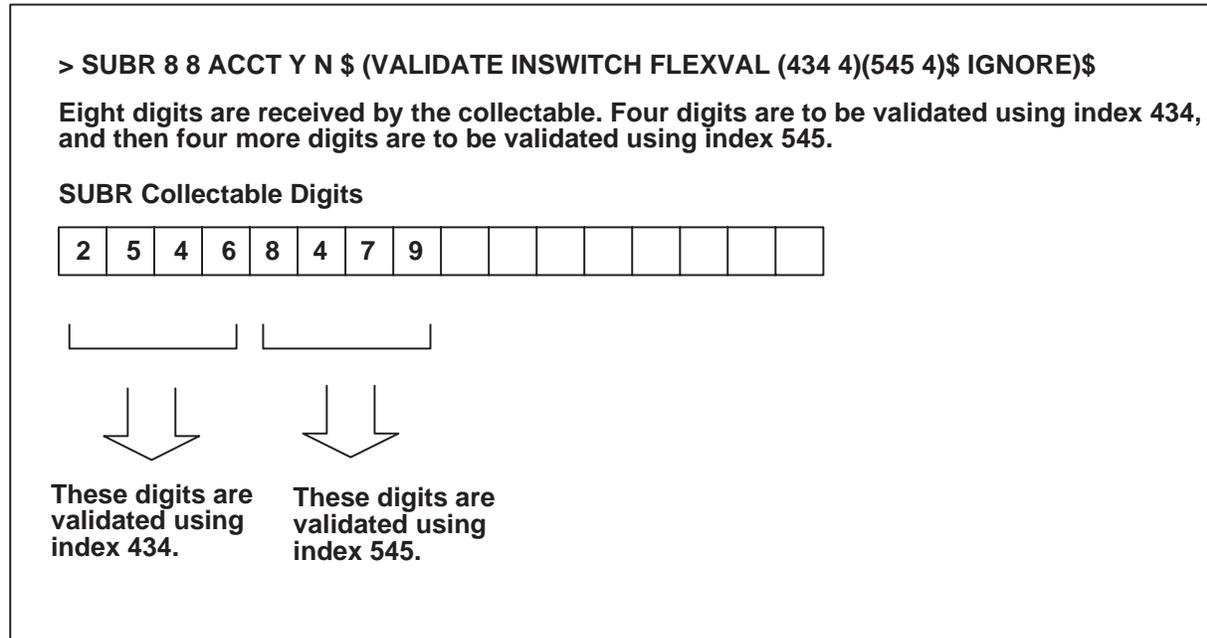 > SUBR 8 8 ACCT Y N $ (VALIDATE INSWITCH FLEXVAL (434 4)(545 4)$ IGNORE)$
Eight digits are received by the collectable. Four digits are to be validated using index 434,
and then four more digits are to be validated using index 545.
SUBR Collectable Digits
2 5 4 6 8 4 7 9
These digits are
validated using
index 434.
These digits are
validated using
index 545.